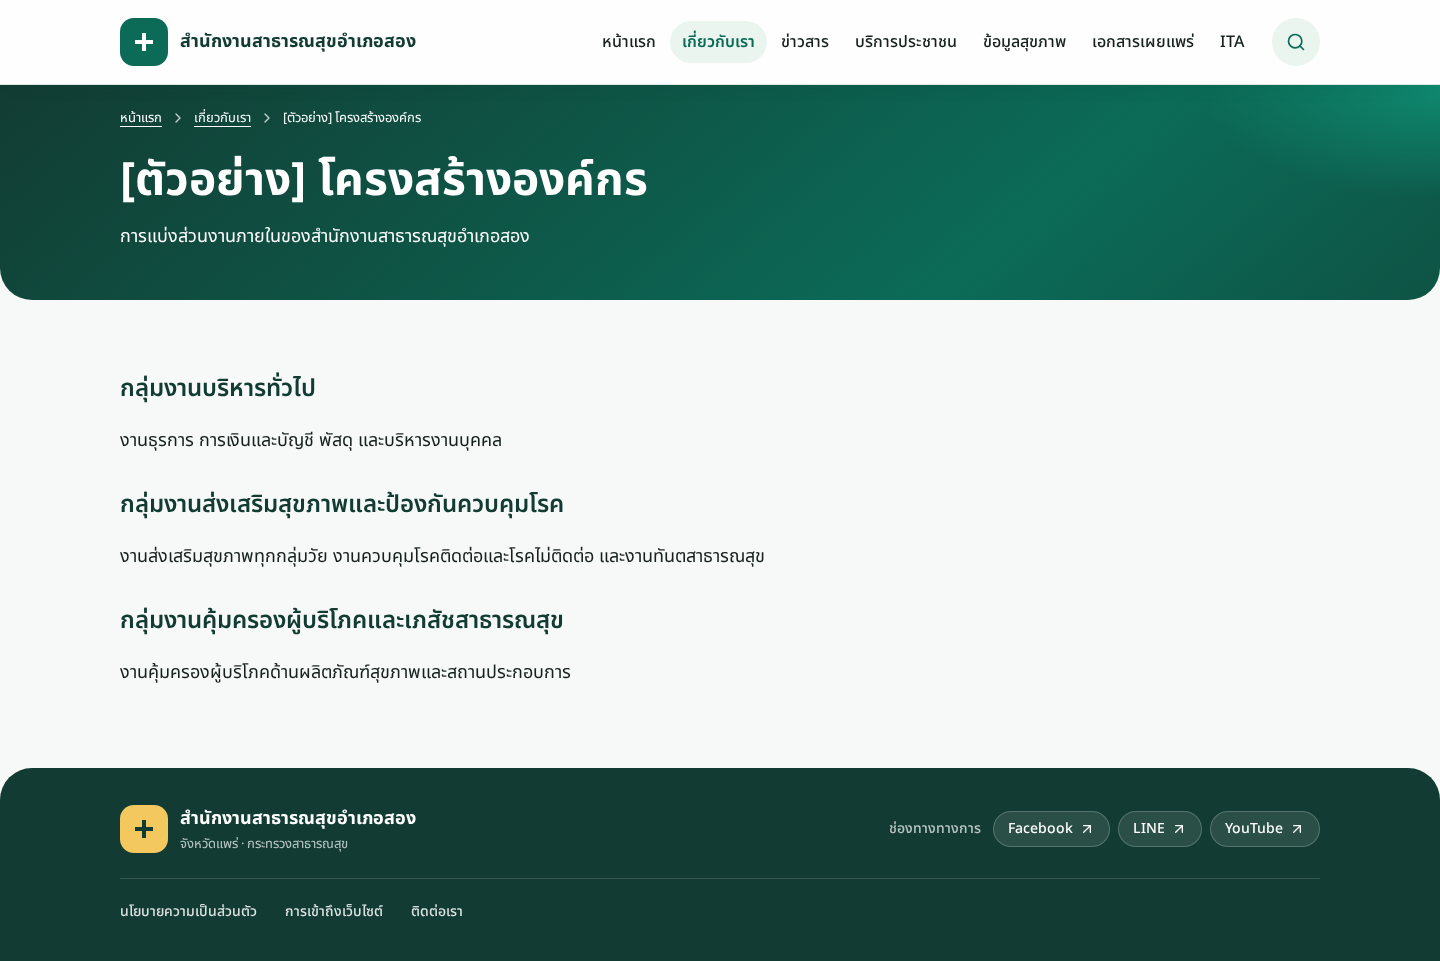 สำนักงานสาธารณสุขอำเภอสอง
หน้าแรก เกี่ยวกับเรา ข่าวสาร บริการประชาชน ข้อมูลสุขภาพ เอกสารเผยแพร่ ITA
หน้าแรก เกี่ยวกับเรา [ตัวอย่าง] โครงสร้างองค์กร
[ตัวอย่าง] โครงสร้างองค์กร
การแบ่งส่วนงานภายในของสำนักงานสาธารณสุขอำเภอสอง
กลุ่มงานบริหารทั่วไป
งานธุรการ การเงินและบัญชี พัสดุ และบริหารงานบุคคล
กลุ่มงานส่งเสริมสุขภาพและป้องกันควบคุมโรค
งานส่งเสริมสุขภาพทุกกลุ่มวัย งานควบคุมโรคติดต่อและโรคไม่ติดต่อ และงานทันตสาธารณสุข
กลุ่มงานคุ้มครองผู้บริโภคและเภสัชสาธารณสุข
งานคุ้มครองผู้บริโภคด้านผลิตภัณฑ์สุขภาพและสถานประกอบการ
สำนักงานสาธารณสุขอำเภอสอง
จังหวัดแพร่ · กระทรวงสาธารณสุข
ช่องทางทางการ Facebook LINE YouTube
นโยบายความเป็นส่วนตัว การเข้าถึงเว็บไซต์ ติดต่อเรา